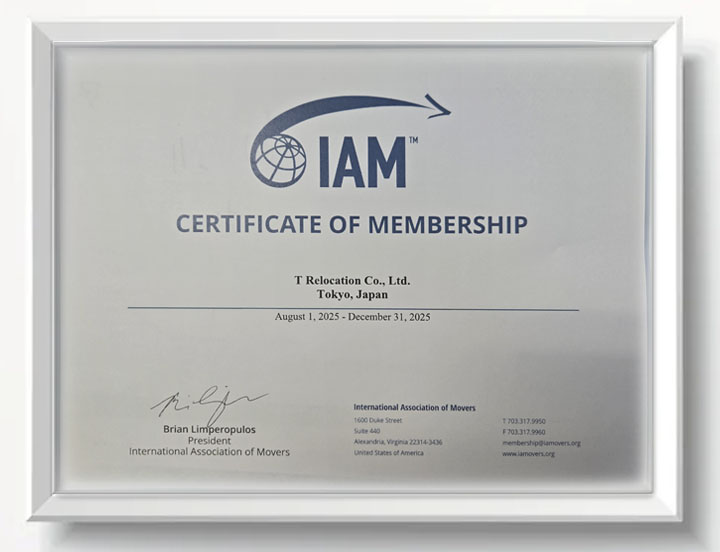 IAM™
CERTIFICATE OF MEMBERSHIP
T Relocation Co., Ltd.
Tokyo, Japan
August 1, 2025 - December 31, 2025
Brian Limperopulos
President
International Association of Movers
International Association of Movers
1600 Duke Street
Suite 440
Alexandria, Virginia 22314-3436
United States of America
T 703.317.9950
F 703.317.9960
membership@iamovers.org
www.iamovers.org